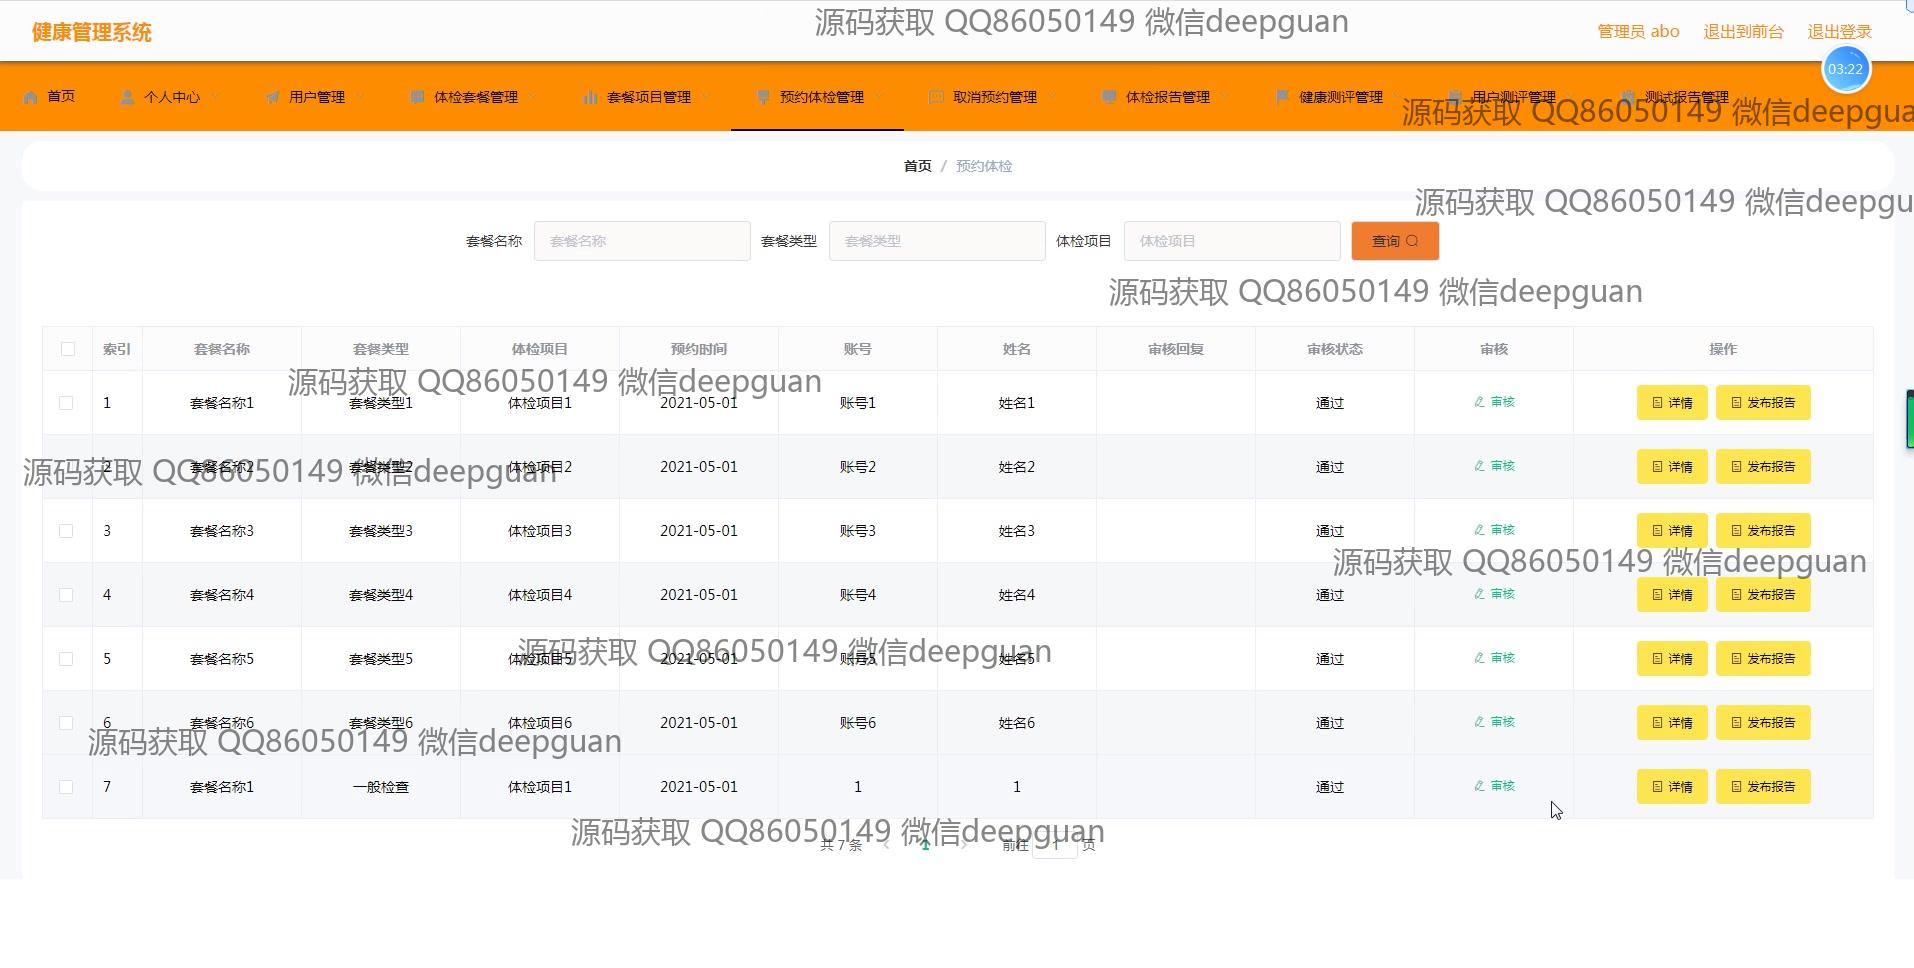 源码获取 QQ86050149 微信deepguan
健康管理系统
管理员 abo 退出到前台 退出登录
03:22
首页 个人中心 用户管理 体检套餐管理 套餐项目管理 预约体检管理 取消预约管理 体检报告管理 健康测评管理 用户测评管理 测试报告管理
源码获取 QQ86050149 微信deepgua
首页 / 预约体检
源码获取 QQ86050149 微信deepgu
套餐名称 套餐名称 套餐类型 套餐类型 体检项目 体检项目 查询
源码获取 QQ86050149 微信deepguan
索引 套餐名称 套餐类型 体检项目 预约时间 账号 姓名 审核回复 审核状态 审核 操作
源码获取 QQ86050149 微信deepguan
1 套餐名称1 套餐类型1 体检项目1 2021-05-01 账号1 姓名1 通过 审核 详情 发布报告
2 套餐名称2 套餐类型2 体检项目2 2021-05-01 账号2 姓名2 通过 审核 详情 发布报告
源码获取 QQ86050149 微信deepguan
3 套餐名称3 套餐类型3 体检项目3 2021-05-01 账号3 姓名3 通过 审核 详情 发布报告
源码获取 QQ86050149 微信deepguan
4 套餐名称4 套餐类型4 体检项目4 2021-05-01 账号4 姓名4 通过 审核 详情 发布报告
源码获取 QQ86050149 微信deepguan
5 套餐名称5 套餐类型5 体检项目5 2021-05-01 账号5 姓名5 通过 审核 详情 发布报告
6 套餐名称6 套餐类型6 体检项目6 2021-05-01 账号6 姓名6 通过 审核 详情 发布报告
源码获取 QQ86050149 微信deepguan
7 套餐名称1 一般检查 体检项目1 2021-05-01 1 1 通过 审核 详情 发布报告
源码获取 QQ86050149 微信deepguan
共 7 条 1 前往 1 页